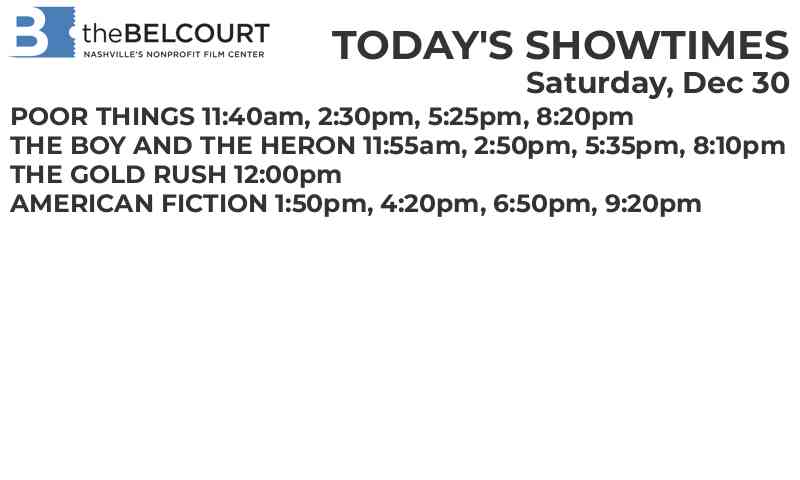 B theBELCOURT
NASHVILLE'S NONPROFIT FILM CENTER
TODAY'S SHOWTIMES
Saturday, Dec 30
POOR THINGS 11:40am, 2:30pm, 5:25pm, 8:20pm
THE BOY AND THE HERON 11:55am, 2:50pm, 5:35pm, 8:10pm
THE GOLD RUSH 12:00pm
AMERICAN FICTION 1:50pm, 4:20pm, 6:50pm, 9:20pm